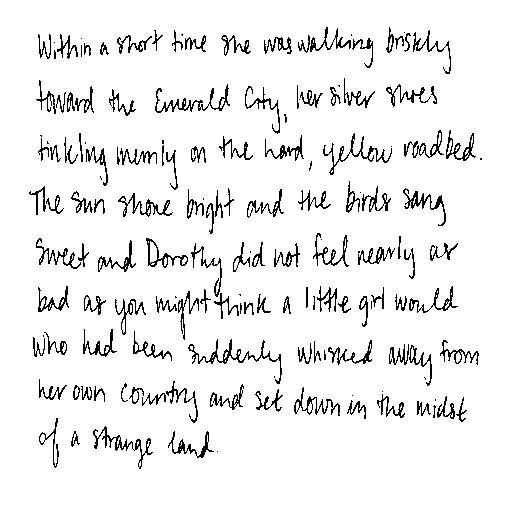 Within a short time she was walking briskly
toward the Emerald City, her silver shoes
tinkling merrily on the hard, yellow roadbed.
The sun shone bright and the birds sang
sweet and Dorothy did not feel nearly as
bad as you might think a little girl would
who had been suddenly whisked away from
her own country and set down in the midst
of a strange land.